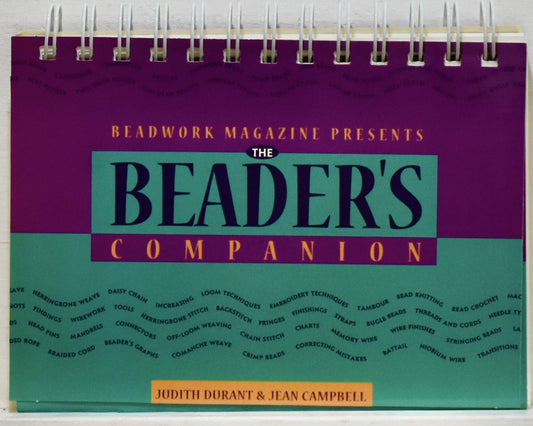 BEADWORK MAGAZINE PRESENTS
THE
BEADER'S
COMPANION
HERRINGBONE WEAVE DAISY CHAIN INCREASING LOOM TECHNIQUES EMBROIDERY TECHNIQUES TAMBOUR BEAD KNITTING BEAD CROCHET
FINDINGS WIREWORK TOOLS HERRINGBONE STITCH BACKSTITCH FRINGES FINISHINGS STRAPS BUGLE BEADS THREADS AND CORDS
HEAD PINS MANDRELS CONNECTORS OFF-LOOM WEAVING CHAIN STITCH CHARTS MEMORY WIRE WIRE FINISHES STRINGING BEADS
BRAIDED CORD BEADER'S GRAPHS COMANCHE WEAVE CRIMP BEADS CORRECTING MISTAKES RATTAIL NIOBIUM WIRE TRANSITIONS
JUDITH DURANT & JEAN CAMPBELL